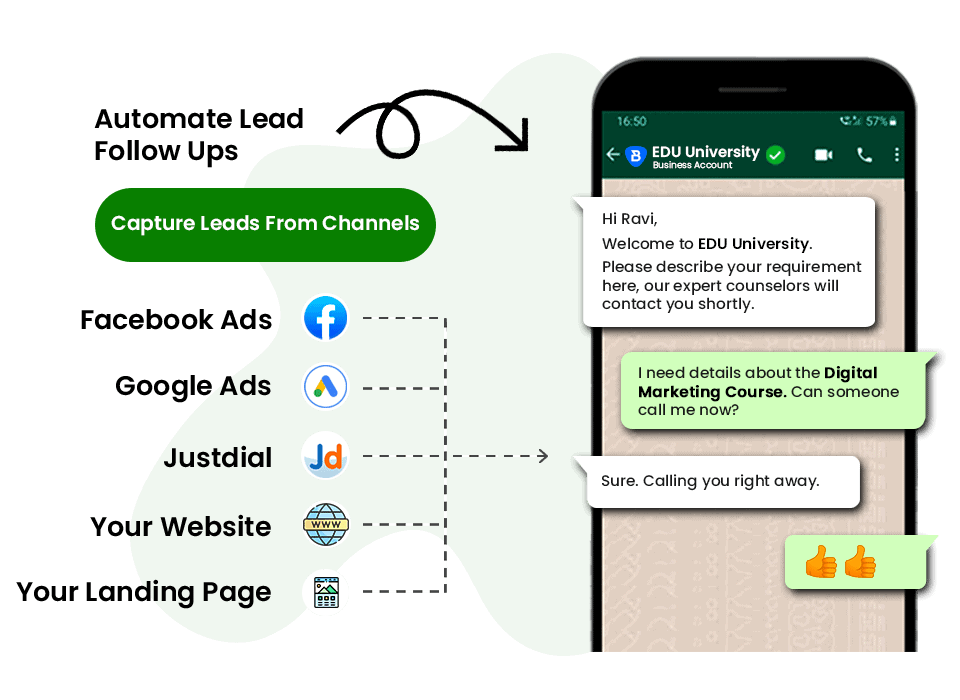 Automate Lead
Follow Ups
Capture Leads From Channels
Facebook Ads
Google Ads
Justdial
Jd
Your Website
www
Your Landing Page
16:50
57%
B
EDU University
Business Account
Hi Ravi,
Welcome to EDU University.
Please describe your requirement
here, our expert counselors will
contact you shortly.
I need details about the Digital
Marketing Course. Can someone
call me now?
Sure. Calling you right away.